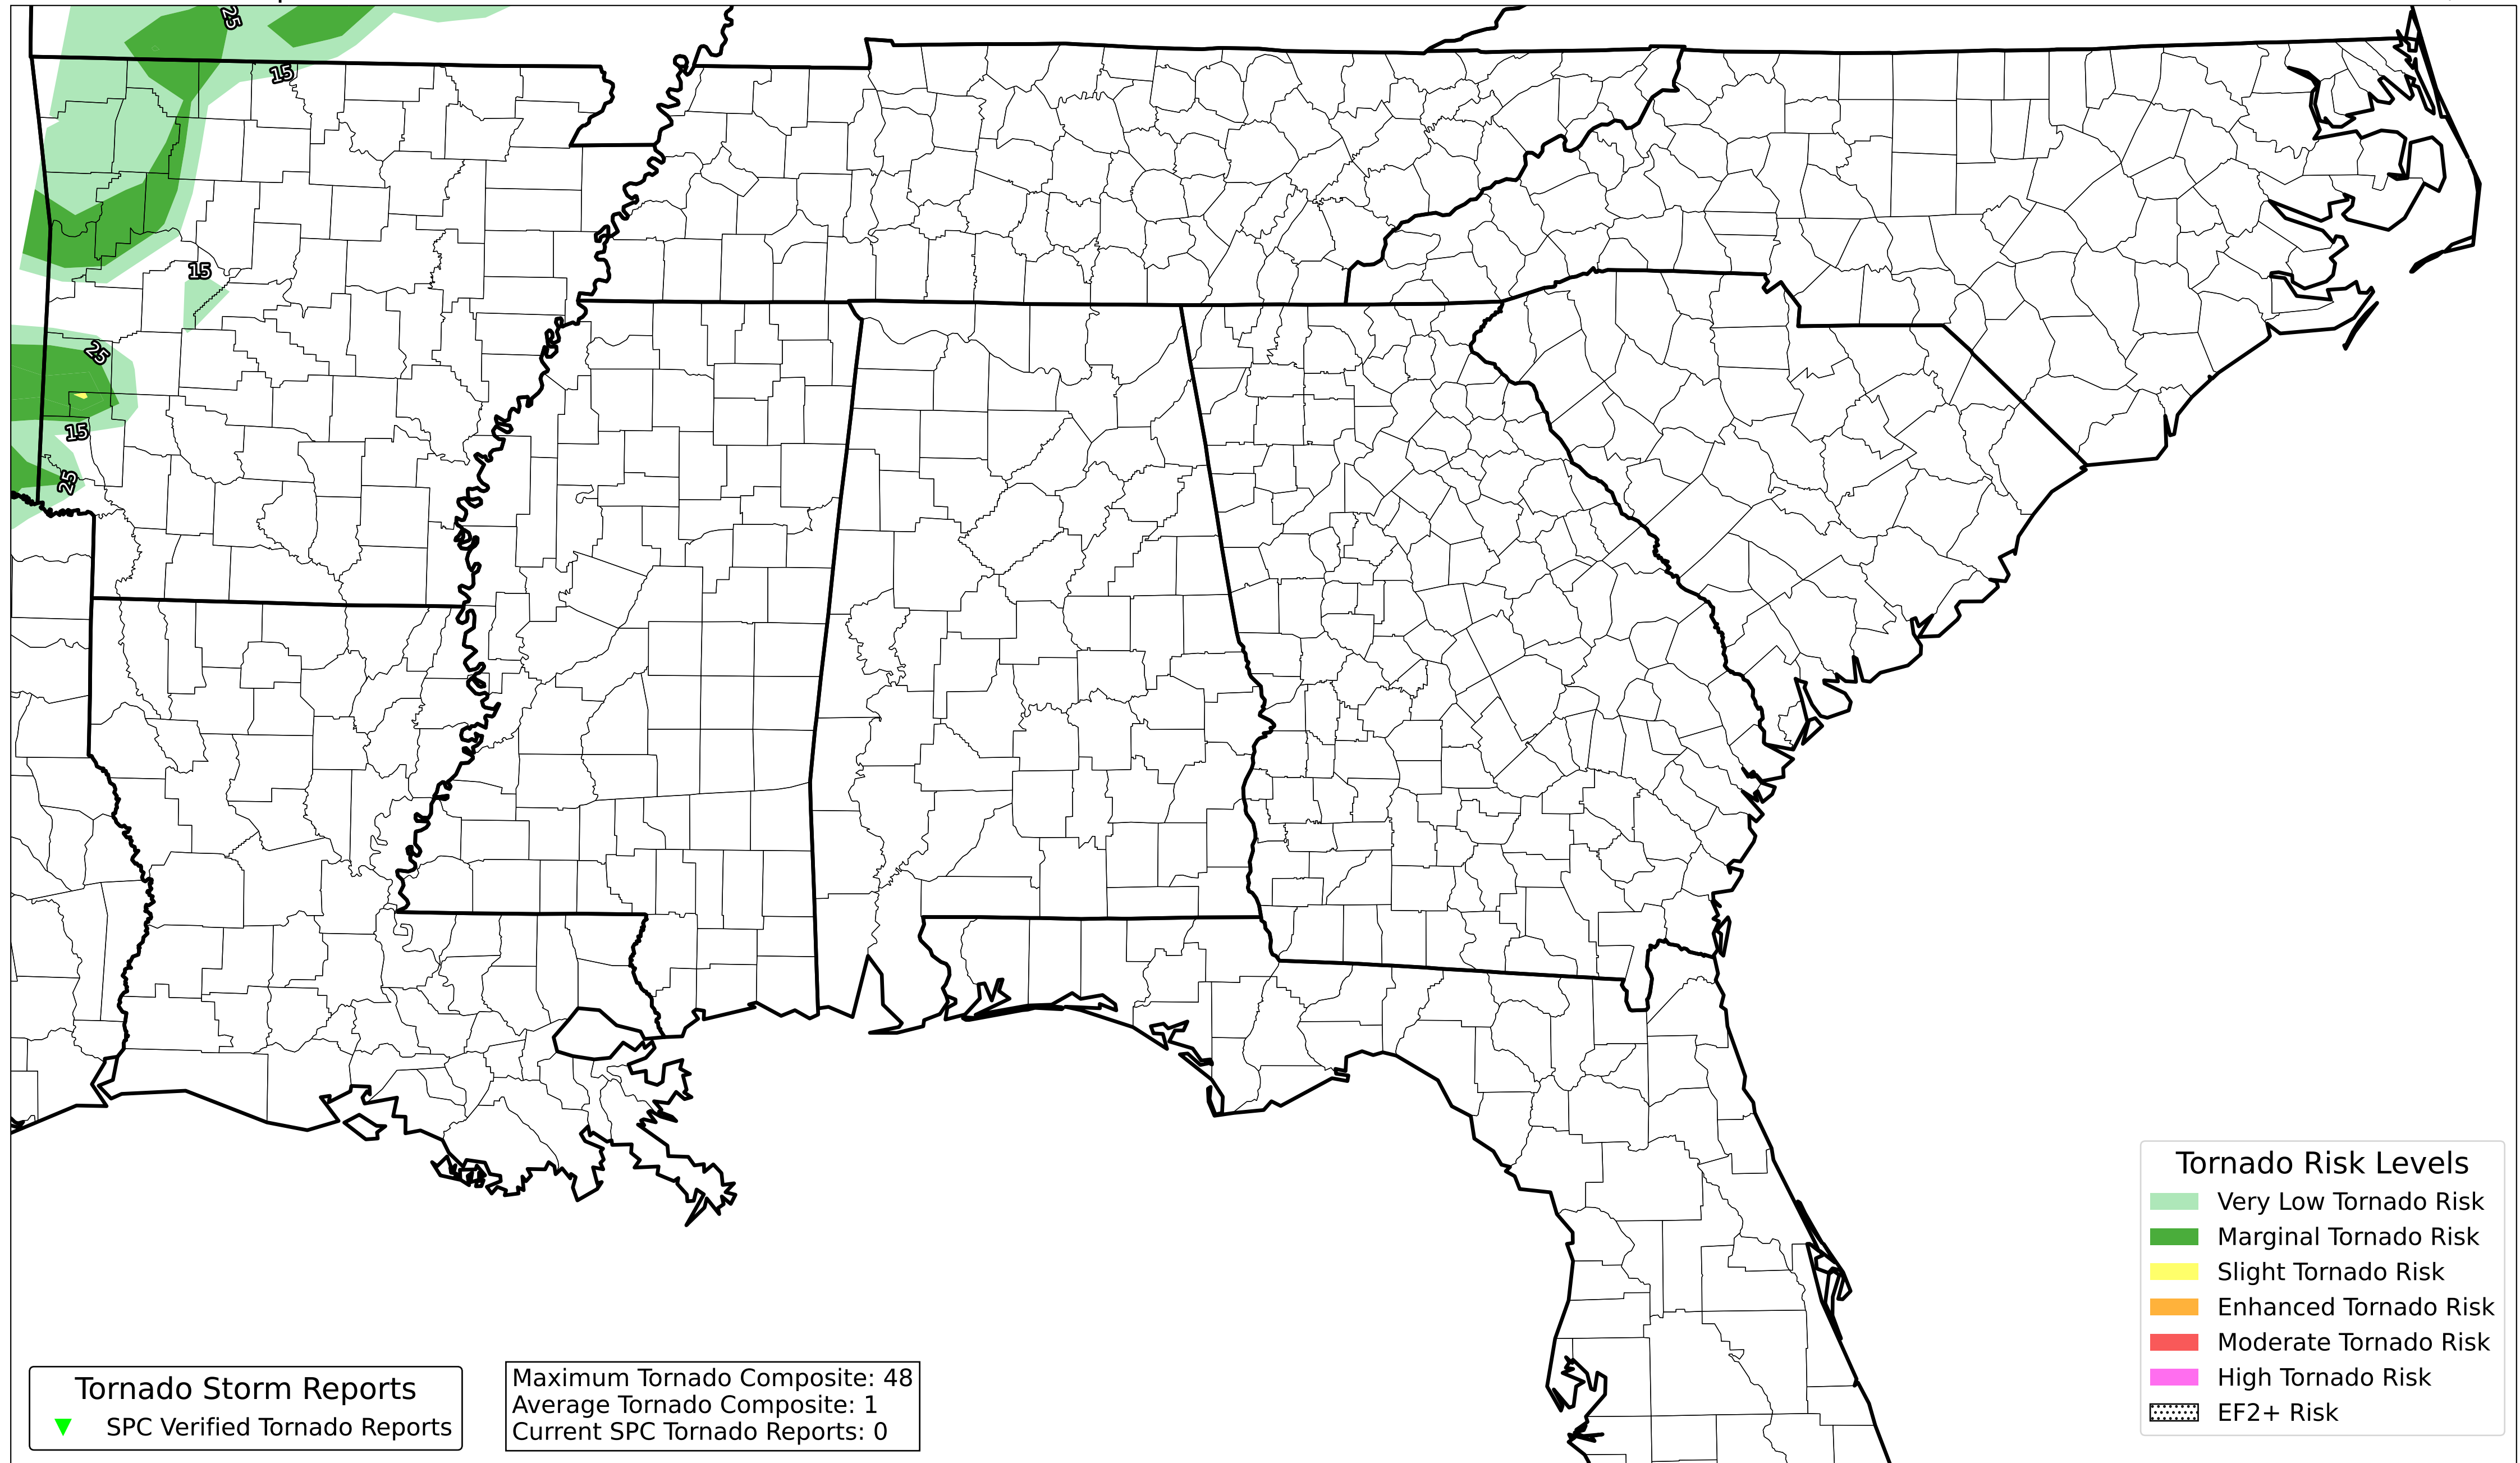 25
15
15
25
15
25
Tornado Risk Levels
Very Low Tornado Risk
Marginal Tornado Risk
Slight Tornado Risk
Enhanced Tornado Risk
Moderate Tornado Risk
High Tornado Risk
EF2+ Risk
Tornado Storm Reports
SPC Verified Tornado Reports
Maximum Tornado Composite: 48
Average Tornado Composite: 1
Current SPC Tornado Reports: 0